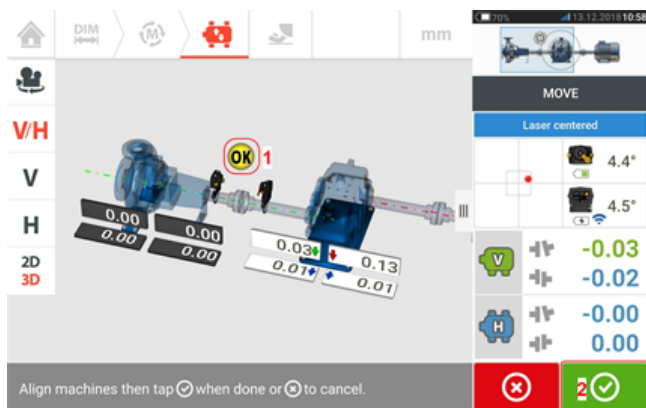 DIM
M
mm
70%
13.12.2018 10:58
MOVE
Laser centered
V/H
V
H
2D
3D
OK 1
0.00
0.00
0.00
0.00
0.03
0.13
0.01
0.01
4.4°
4.5°
V
-0.03
-0.02
H
-0.00
0.00
Align machines then tap when done or to cancel.
2